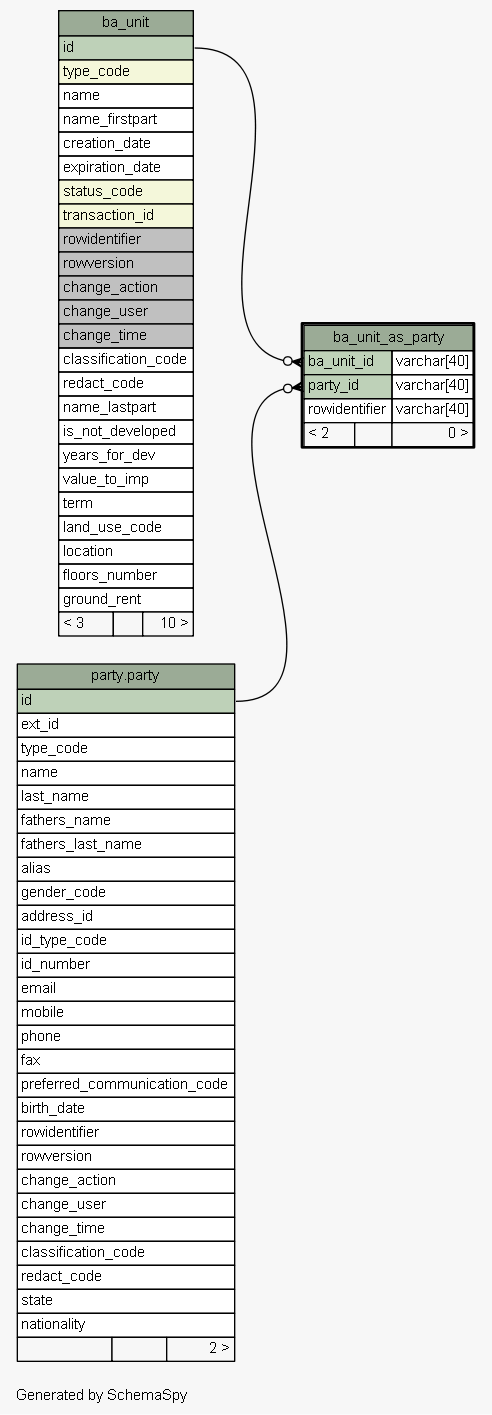 ba_unit
id
type_code
name
name_firstpart
creation_date
expiration_date
status_code
transaction_id
rowidentifier
rowversion
change_action
change_user
change_time
classification_code
redact_code
name_lastpart
is_not_developed
years_for_dev
value_to_imp
term
land_use_code
location
floors_number
ground_rent
< 3 10 >
ba_unit_as_party
ba_unit_id varchar[40]
party_id varchar[40]
rowidentifier varchar[40]
< 2 0 >
party.party
id
ext_id
type_code
name
last_name
fathers_name
fathers_last_name
alias
gender_code
address_id
id_type_code
id_number
email
mobile
phone
fax
preferred_communication_code
birth_date
rowidentifier
rowversion
change_action
change_user
change_time
classification_code
redact_code
state
nationality
2 >
Generated by SchemaSpy